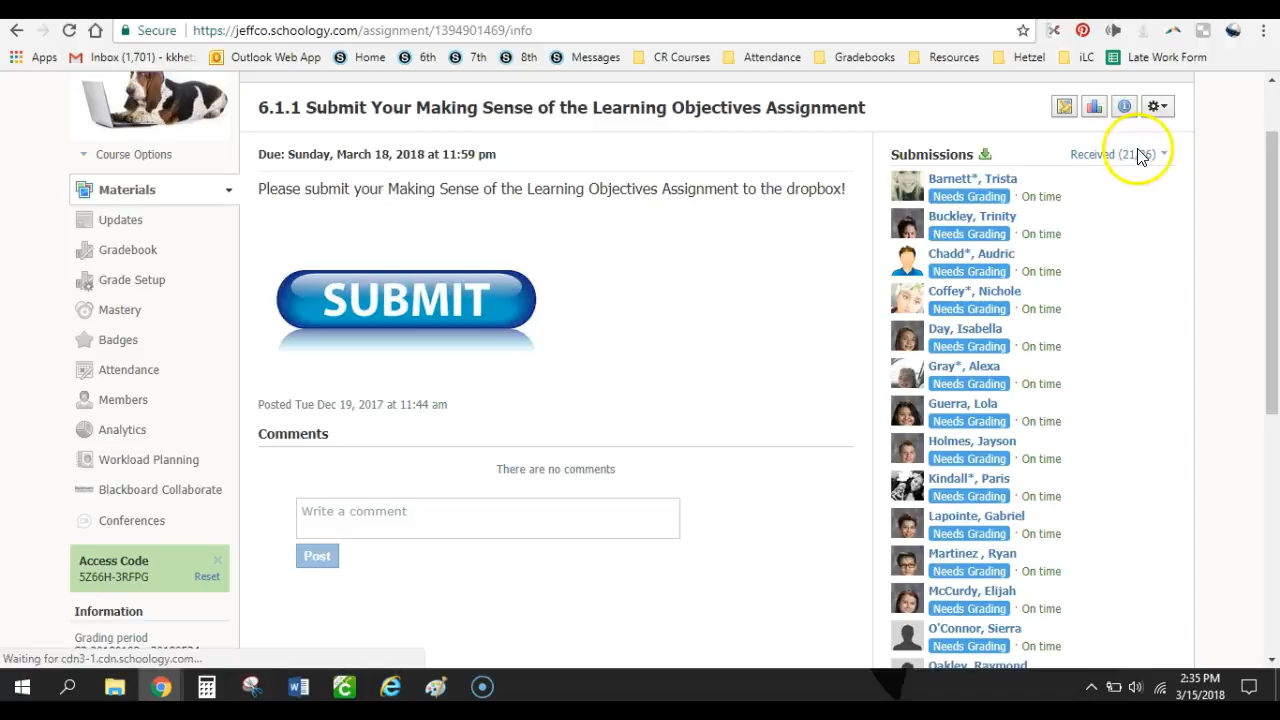 Secure
https://jeffco.schoology.com/assignment/1394901469/info
Apps
Inbox (1,701) - kkhet
Outlook Web App
Home
6th
7th
8th
Messages
CR Courses
Attendance
Gradebooks
Resources
Hetzel
iLC
Late Work Form
6.1.1 Submit Your Making Sense of the Learning Objectives Assignment
Course Options
Materials
Updates
Gradebook
Grade Setup
Mastery
Badges
Attendance
Members
Analytics
Workload Planning
Blackboard Collaborate
Conferences
Access Code
5Z66H-3RFPG
Reset
Information
Grading period
Due: Sunday, March 18, 2018 at 11:59 pm
Please submit your Making Sense of the Learning Objectives Assignment to the dropbox!
SUBMIT
Posted Tue Dec 19, 2017 at 11:44 am
Comments
There are no comments
Write a comment
Post
Submissions
Received
Barnett*, Trista
Needs Grading · On time
Buckley, Trinity
Needs Grading · On time
Chadd*, Audric
Needs Grading · On time
Coffey*, Nichole
Needs Grading · On time
Day, Isabella
Needs Grading · On time
Gray*, Alexa
Needs Grading · On time
Guerra, Lola
Needs Grading · On time
Holmes, Jayson
Needs Grading · On time
Kindall*, Paris
Needs Grading · On time
Lapointe, Gabriel
Needs Grading · On time
Martinez , Ryan
Needs Grading · On time
McCurdy, Elijah
Needs Grading · On time
O'Connor, Sierra
Needs Grading · On time
Oakley, Raymond
Waiting for cdn3-1.cdn.schoology.com...
2:35 PM
3/15/2018